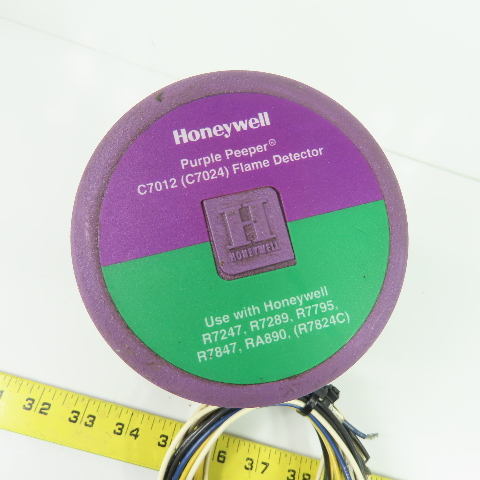 Honeywell
Purple Peeper®
C7012 (C7024) Flame Detector
H
HONEYWELL
Use with Honeywell
R7247, R7289, R7795,
R7847, RA890, (R7824C)
32 33 34 35 36 37 38